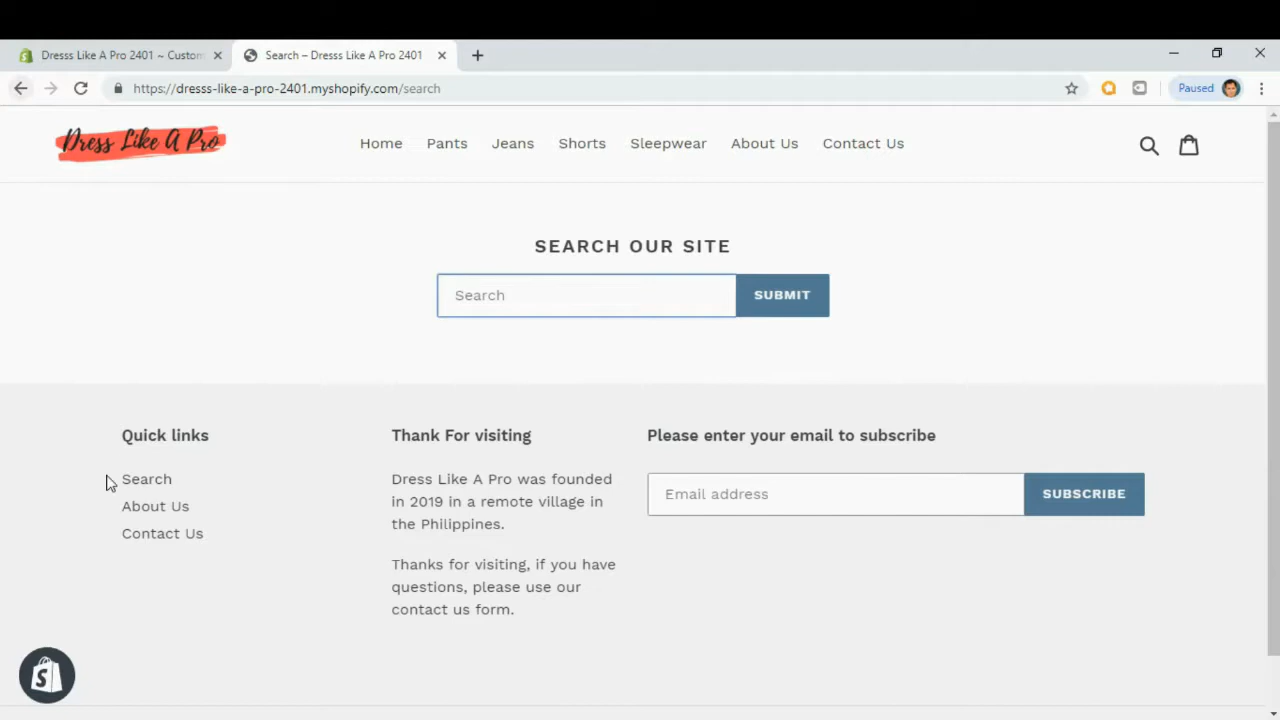 Dresss Like A Pro 2401 ~ Custom
Search – Dresss Like A Pro 2401
https://dresss-like-a-pro-2401.myshopify.com/search
Paused
Dress Like A Pro
Home Pants Jeans Shorts Sleepwear About Us Contact Us
SEARCH OUR SITE
Search
SUBMIT
Quick links
Search
About Us
Contact Us
Thank For visiting
Dress Like A Pro was founded
in 2019 in a remote village in
the Philippines.
Thanks for visiting, if you have
questions, please use our
contact us form.
Please enter your email to subscribe
Email address
SUBSCRIBE